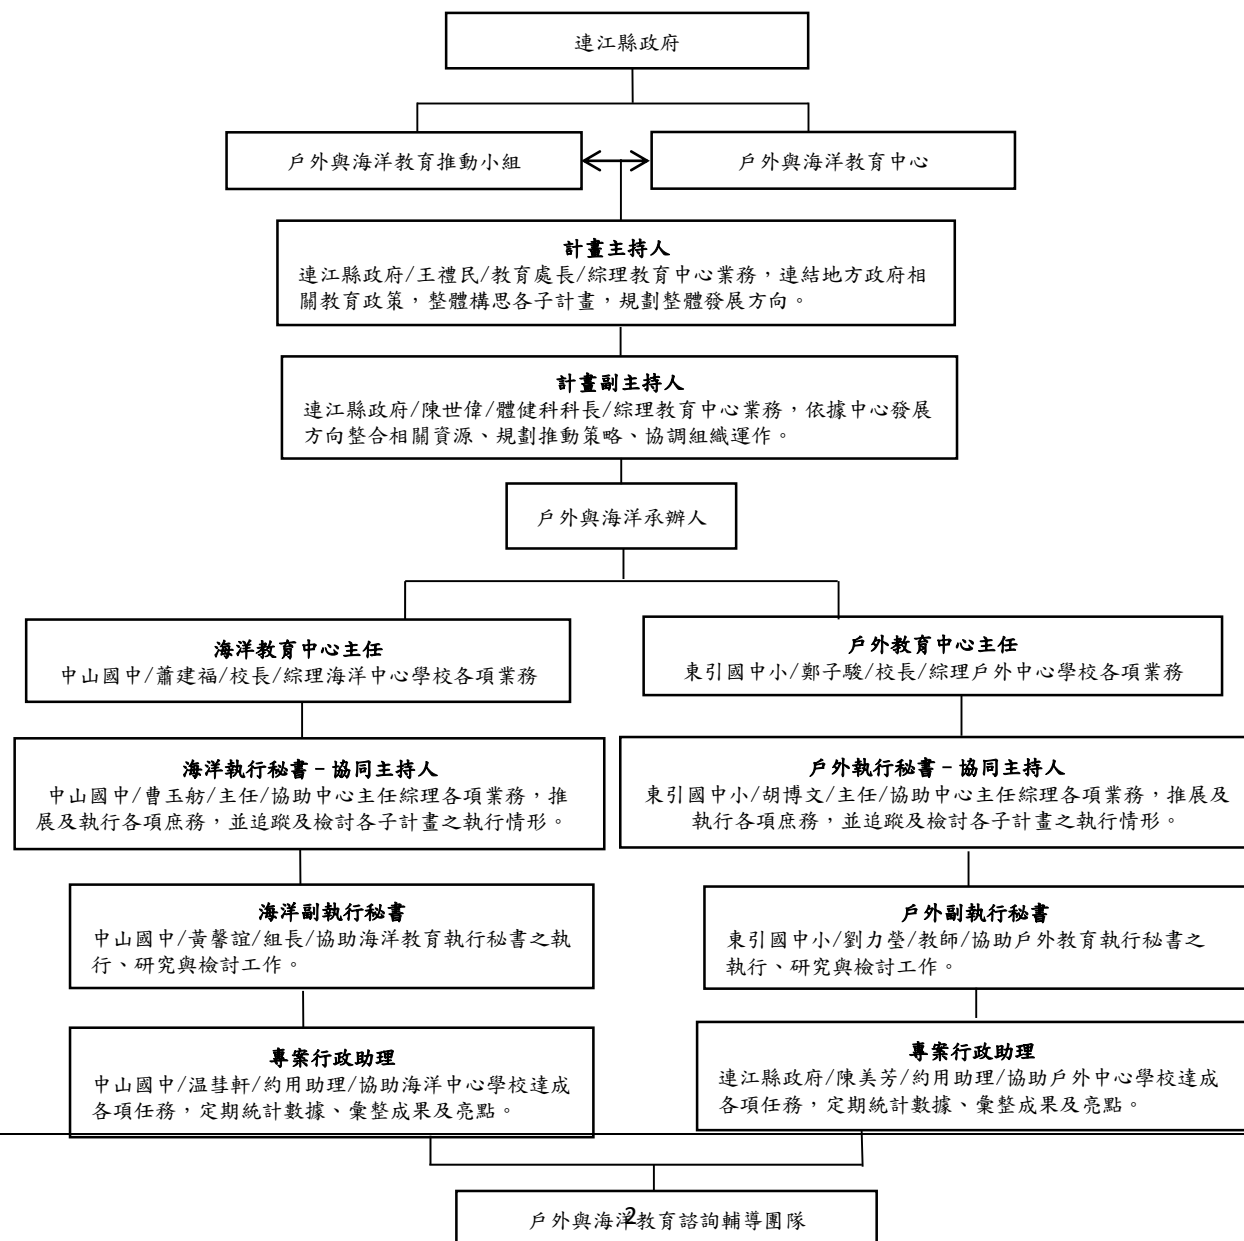 連江縣政府
戶外與海洋教育推動小組
戶外與海洋教育中心
計畫主持人
連江縣政府/王禮民/教育處長/綜理教育中心業務，連結地方政府相
關教育政策，整體構思各子計畫，規劃整體發展方向。
計畫副主持人
連江縣政府/陳世偉/體健科科長/綜理教育中心業務，依據中心發展
方向整合相關資源、規劃推動策略、協調組織運作。
戶外與海洋承辦人
海洋教育中心主任
中山國中/蕭建福/校長/綜理海洋中心學校各項業務
戶外教育中心主任
東引國中小/鄭子駿/校長/綜理戶外中心學校各項業務
海洋執行秘書－協同主持人
中山國中/曹玉舫/主任/協助中心主任綜理各項業務，推
展及執行各項庶務，並追蹤及檢討各子計畫之執行情形。
戶外執行秘書－協同主持人
東引國中小/胡博文/主任/協助中心主任綜理各項業務，推展及
執行各項庶務，並追蹤及檢討各子計畫之執行情形。
海洋副執行秘書
中山國中/黃馨誼/組長/協助海洋教育執行秘書之執
行、研究與檢討工作。
戶外副執行秘書
東引國中小/劉力瑩/教師/協助戶外教育執行秘書之
執行、研究與檢討工作。
專案行政助理
中山國中/温彗軒/約用助理/協助海洋中心學校達成
各項任務，定期統計數據、彙整成果及亮點。
專案行政助理
連江縣政府/陳美芳/約用助理/協助戶外中心學校達成
各項任務，定期統計數據、彙整成果及亮點。
戶外與海洋教育諮詢輔導團隊
2